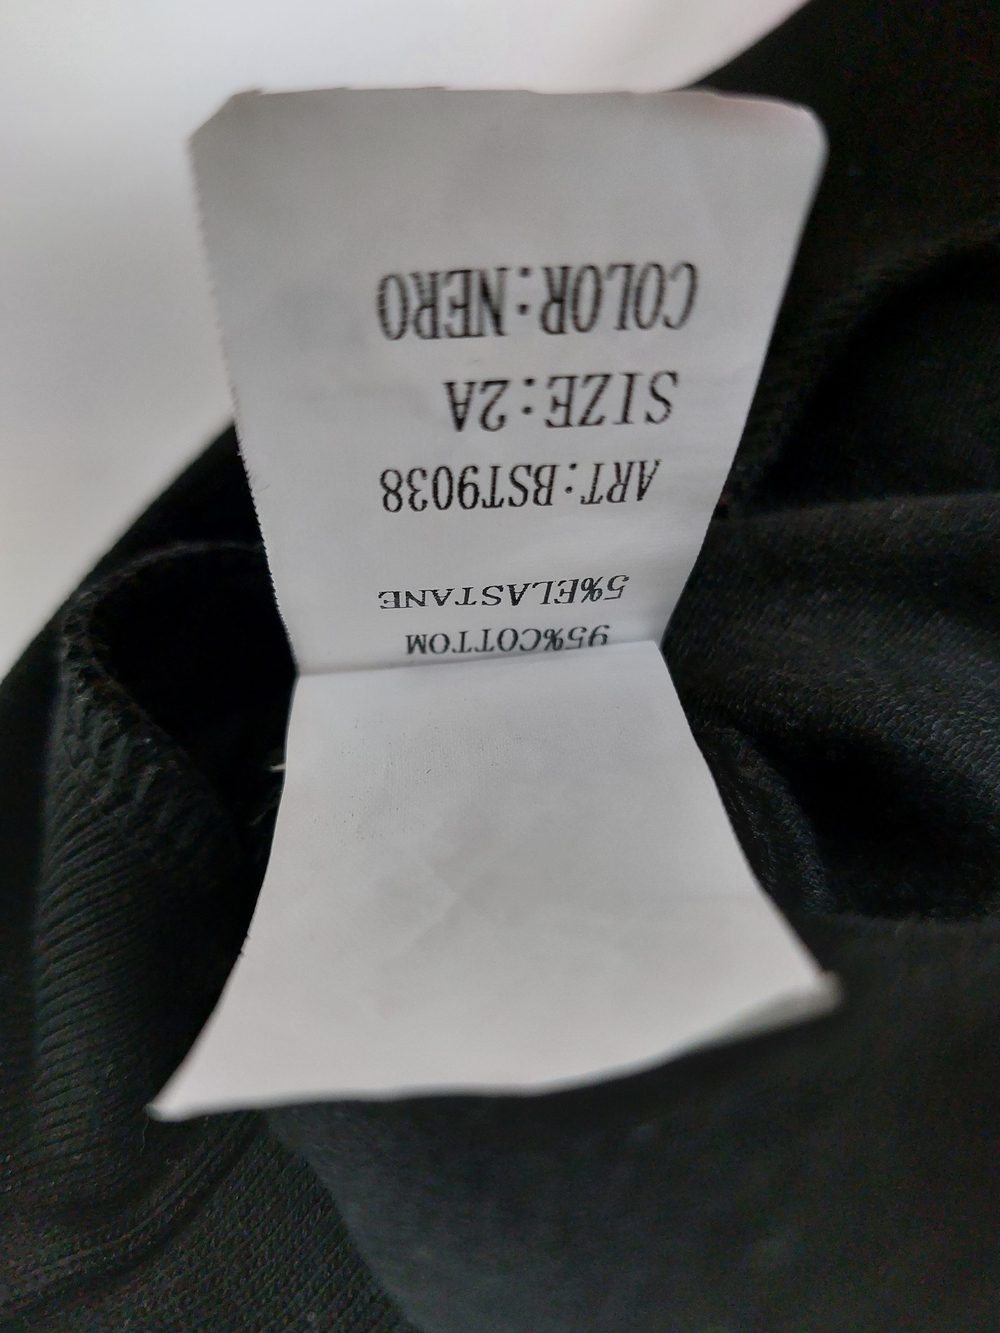 95%COTTOM
5%ELASTANE
ART:BST9038
SIZE:2A
COLOR:NERO